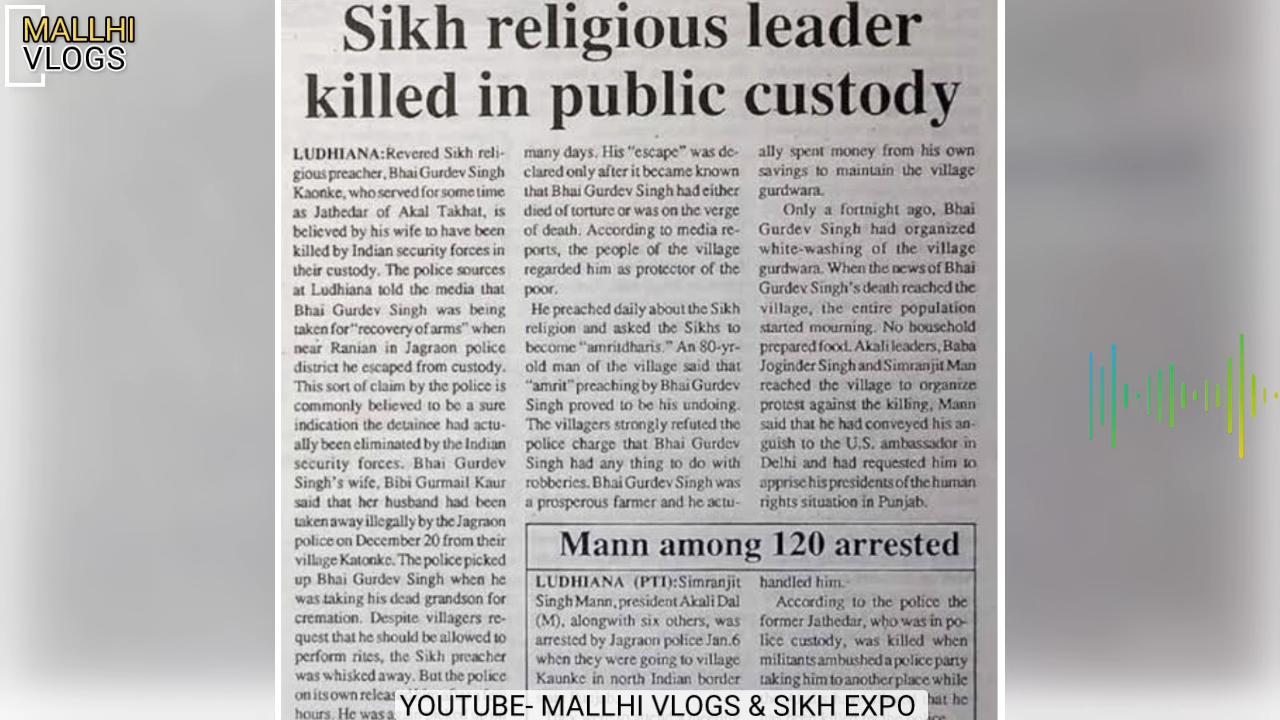 MALLHI
VLOGS
Sikh religious leader
killed in public custody
LUDHIANA:Revered Sikh reli-
gious preacher, Bhai Gurdev Singh
Kaonke, who served for some time
as Jathedar of Akal Takhat, is
believed by his wife to have been
killed by Indian security forces in
their custody. The police sources
at Ludhiana told the media that
Bhai Gurdev Singh was being
taken for "recovery of arms" when
near Ranian in Jagraon police
district he escaped from custody.
This sort of claim by the police is
commonly believed to be a sure
indication the detainee had actu-
ally been eliminated by the Indian
security forces. Bhai Gurdev
Singh's wife, Bibi Gurmail Kaur
said that her husband had been
taken away illegally by the Jagraon
police on December 20 from their
village Katonke. The police picked
up Bhai Gurdev Singh when he
was taking his dead grandson for
cremation. Despite villagers re-
quest that he should be allowed to
perform rites, the Sikh preacher
was whisked away. But the police
on its own
hours. He was
many days. His "escape" was de-
clared only after it became known
that Bhai Gurdev Singh had either
died of torture or was on the verge
of death. According to media re-
ports, the people of the village
regarded him as protector of the
poor.
He preached daily about the Sikh
religion and asked the Sikhs to
become "amritdharis." An 80-yr-
old man of the village said that
"amrit" preaching by Bhai Gurdev
Singh proved to be his undoing.
The villagers strongly refuted the
police charge that Bhai Gurdev
Singh had any thing to do with
robberies. Bhai Gurdev Singh was
a prosperous farmer and he actu-
ally spent money from his own
savings to maintain the village
gurdwara.
Only a fortnight ago, Bhai
Gurdev Singh had organized
white-washing of the village
gurdwara. When the news of Bhai
Gurdev Singh's death reached the
village, the entire population
started mourning. No household
prepared food. Akali leaders, Baba
Joginder Singh and Simranjit Man
reached the village to organize
protest against the killing, Mann
said that he had conveyed his an-
guish to the U.S. ambassador in
Delhi and had requested him to
apprise his presidents of the human
rights situation in Punjab.
Mann among 120 arrested
LUDHIANA (PTI):Simranjit
Singh Mann, president Akali Dal
(M), alongwith six others, was
arrested by Jagraon police Jan.6
when they were going to village
Kaunke in north Indian border
handled him.
According to the police the
former Jathedar, who was in po-
lice custody, was killed when
militants ambushed a police party
taking him to another place while
he
YOUTUBE- MALLHI VLOGS & SIKH EXPO